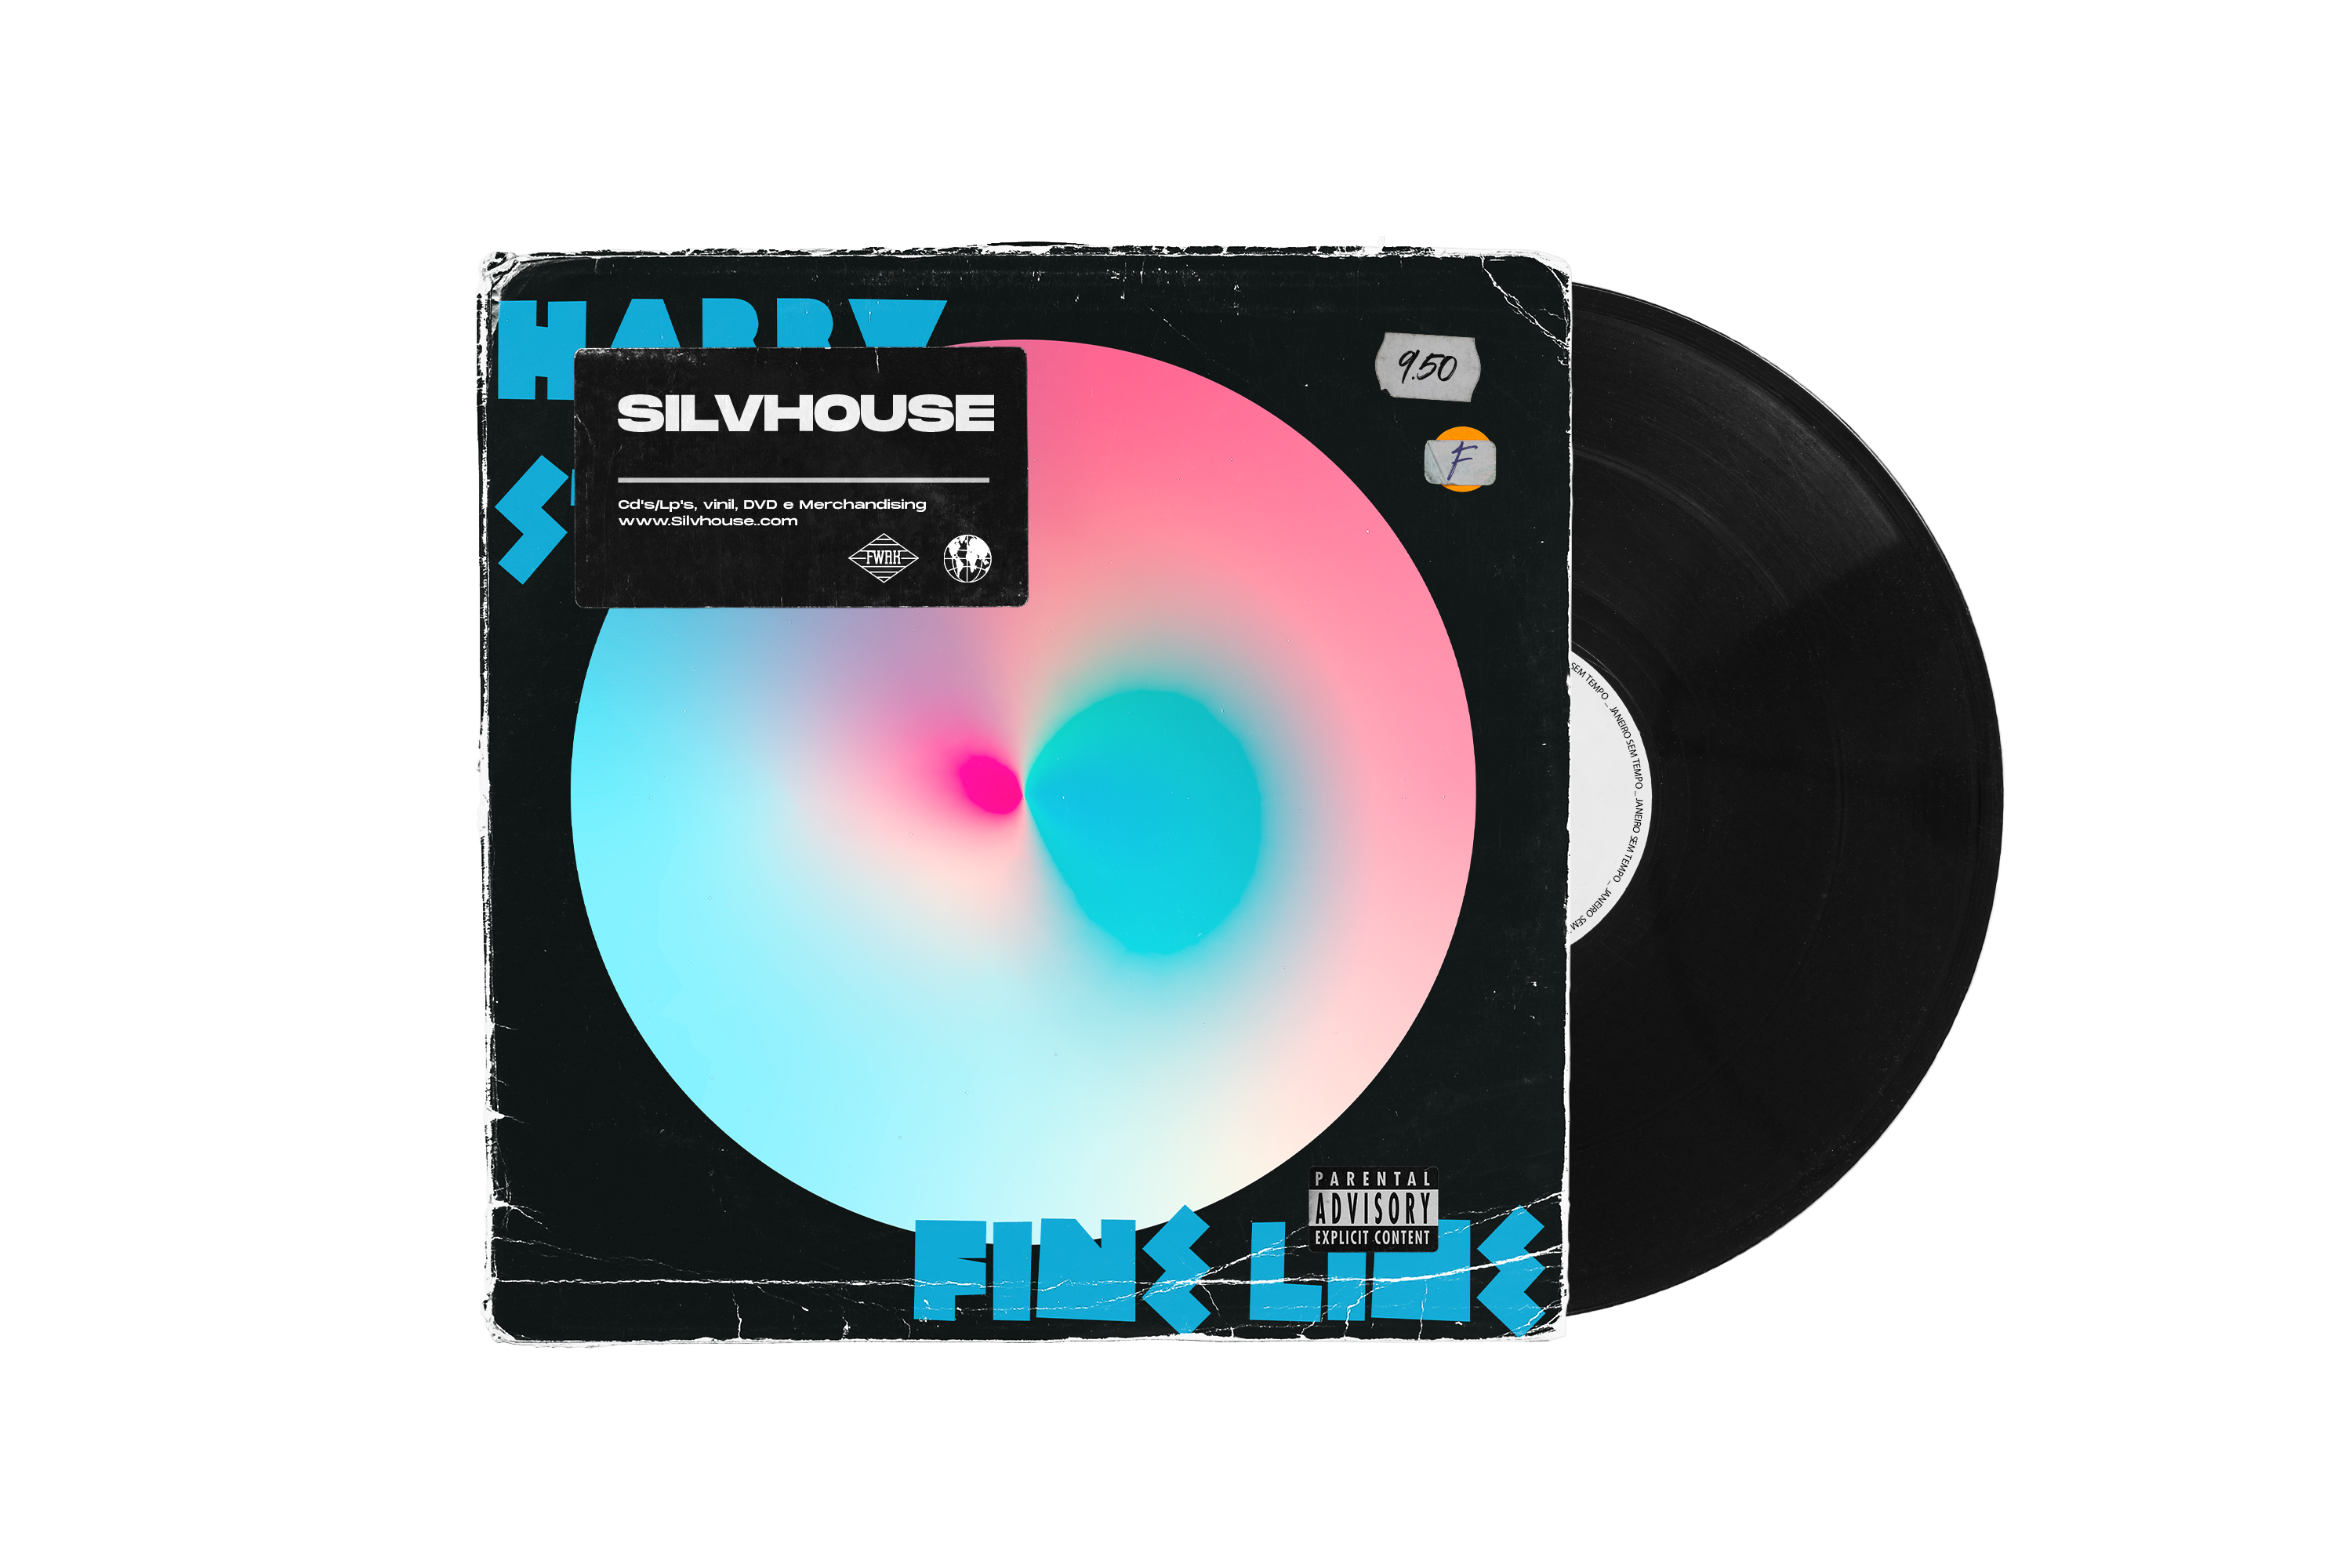 HARRY
9.50
SILVHOUSE
F
Cd's/Lp's, vinil, DVD e Merchandising
www.Silvhouse..com
FWRK
SEM TEMPO _ JANEIRO SEM TEMPO _ JANEIRO SEM TEMPO _ JANEIRO SEM
PARENTAL
ADVISORY
EXPLICIT CONTENT
FINE LINE